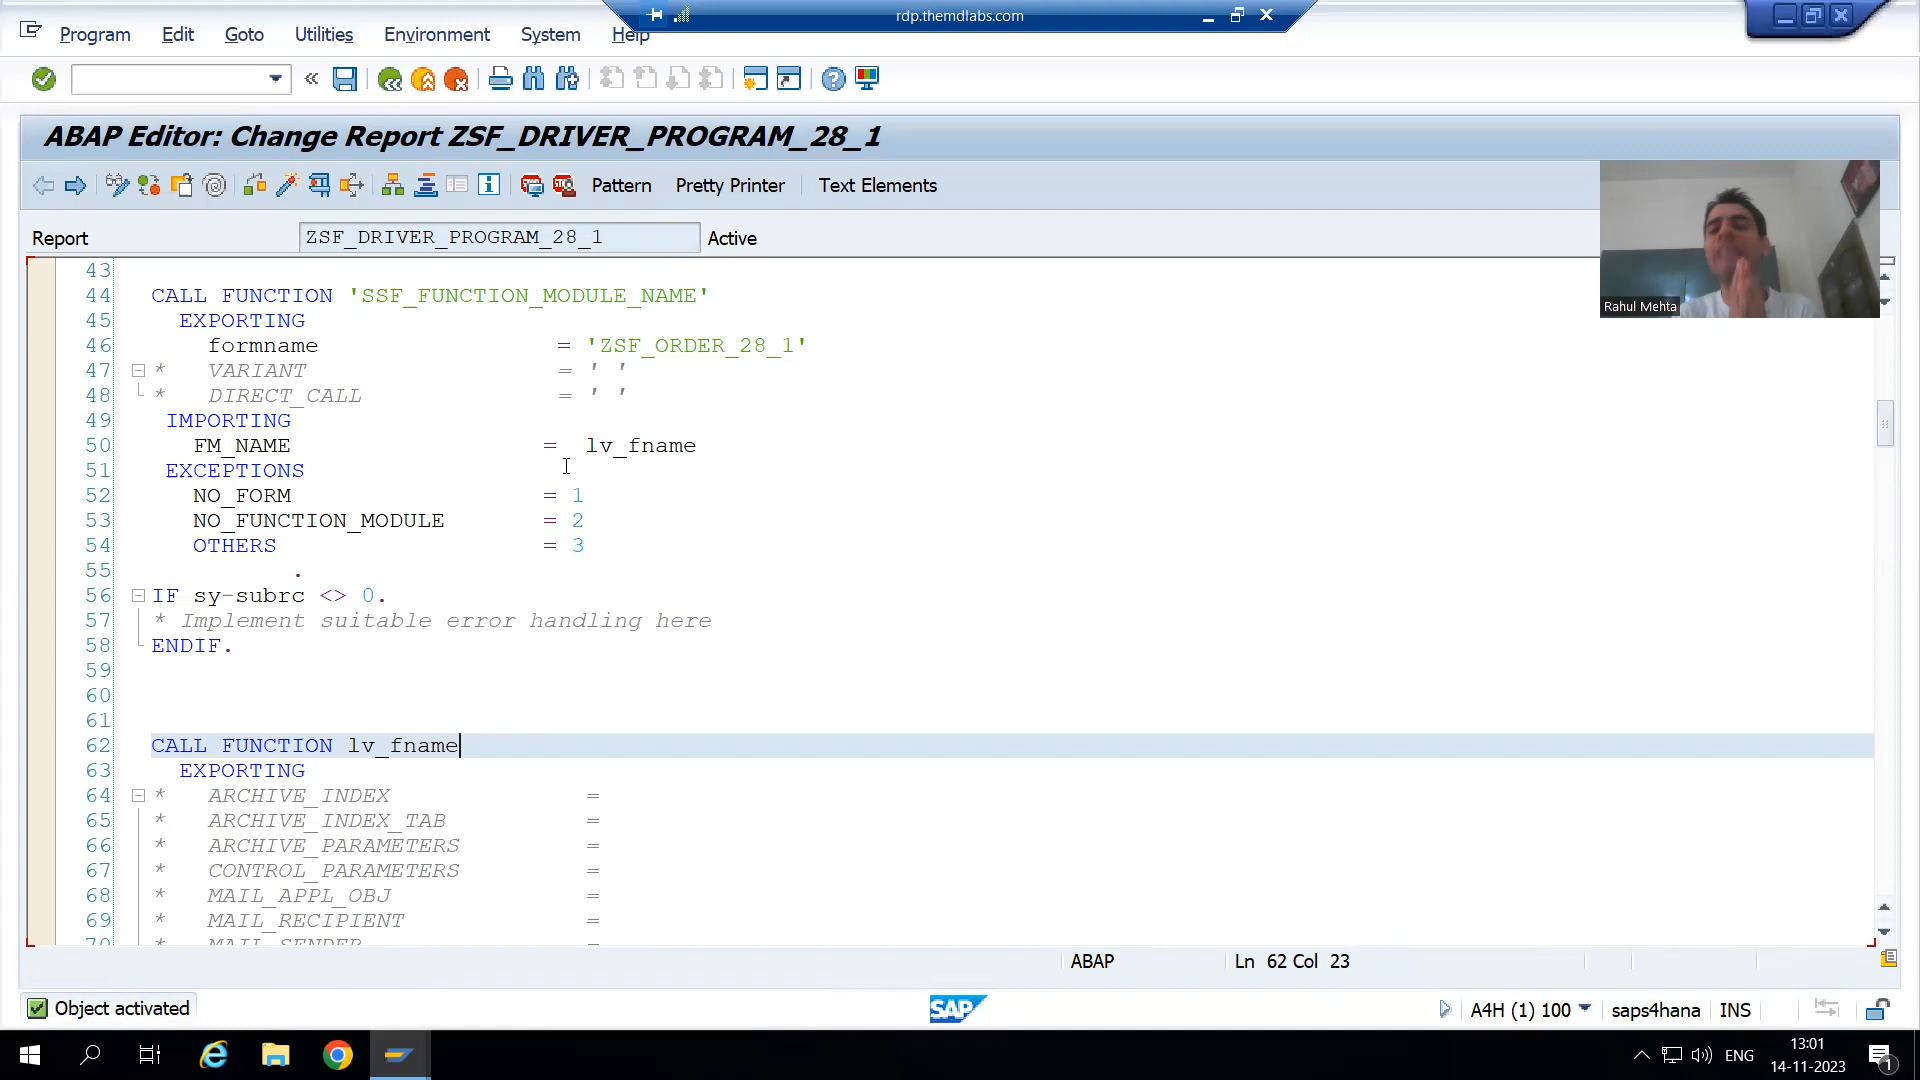 rdp.themdlabs.com
Program Edit Goto Utilities Environment System Help
ABAP Editor: Change Report ZSF_DRIVER_PROGRAM_28_1
Pattern Pretty Printer Text Elements
Report ZSF_DRIVER_PROGRAM_28_1 Active
Rahul Mehta
43
44 CALL FUNCTION 'SSF_FUNCTION_MODULE_NAME'
45 EXPORTING
46 formname = 'ZSF_ORDER_28_1'
47 * VARIANT = ' '
48 * DIRECT_CALL = ' '
49 IMPORTING
50 FM_NAME = lv_fname
51 EXCEPTIONS
52 NO_FORM = 1
53 NO_FUNCTION_MODULE = 2
54 OTHERS = 3
55 .
56 IF sy-subrc <> 0.
57 * Implement suitable error handling here
58 ENDIF.
59
60
61
62 CALL FUNCTION lv_fname
63 EXPORTING
64 * ARCHIVE_INDEX =
65 * ARCHIVE_INDEX_TAB =
66 * ARCHIVE_PARAMETERS =
67 * CONTROL_PARAMETERS =
68 * MAIL_APPL_OBJ =
69 * MAIL_RECIPIENT =
70 * MAIL_SENDER =
ABAP Ln 62 Col 23
Object activated SAP A4H (1) 100 saps4hana INS
ENG 13:01
14-11-2023 1